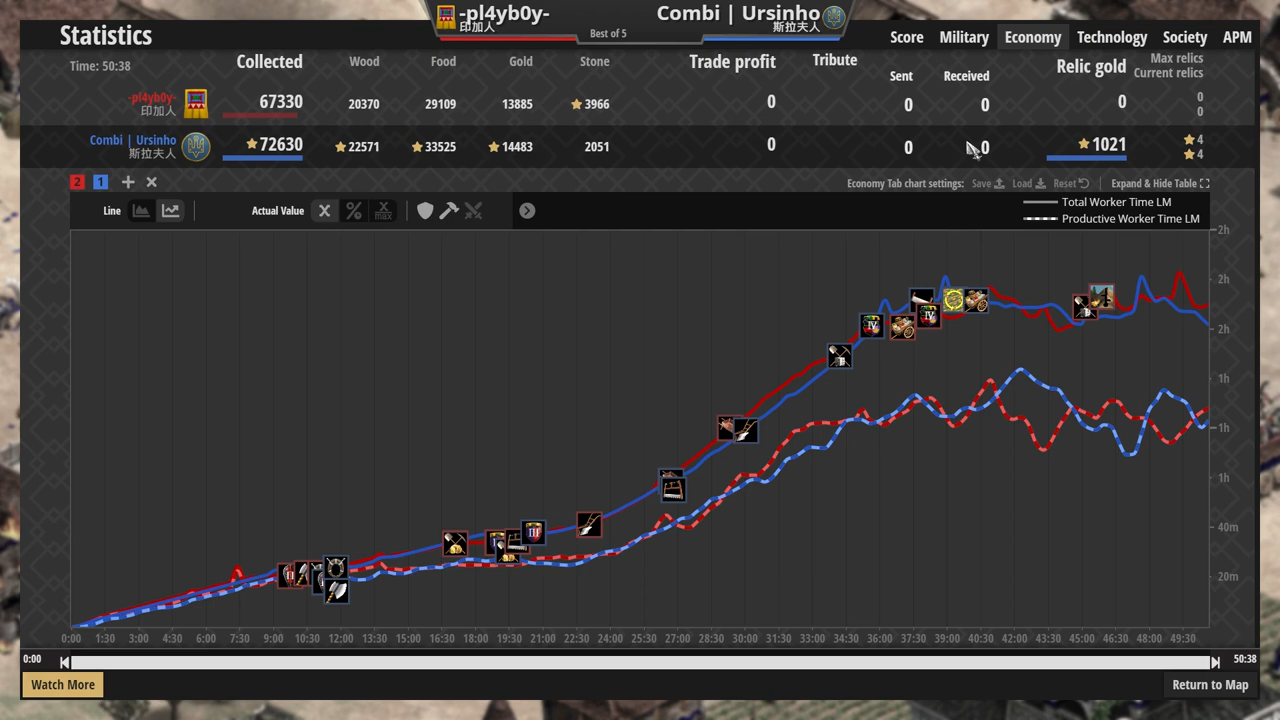 -pl4yb0y-
印加人
Best of 5
Combi | Ursinho
斯拉夫人
Statistics
Score Military Economy Technology Society APM
Time: 50:38
Collected Wood Food Gold Stone Trade profit Tribute Sent Received Relic gold Max relics
Current relics
-pl4yb0y-
印加人
67330 20370 29109 13885 3966 0 0 0 0 0
0
Combi | Ursinho
斯拉夫人
72630 22571 33525 14483 2051 0 0 0 1021 4
4
2 1
Economy Tab chart settings: Save Load Reset Expand & Hide Table
Line Actual Value X % X/max
Total Worker Time LM
Productive Worker Time LM
2h
2h
2h
1h
1h
1h
40m
20m
III
IV
IV
0:00 1:30 3:00 4:30 6:00 7:30 9:00 10:30 12:00 13:30 15:00 16:30 18:00 19:30 21:00 22:30 24:00 25:30 27:00 28:30 30:00 31:30 33:00 34:30 36:00 37:30 39:00 40:30 42:00 43:30 45:00 46:30 48:00 49:30
0:00 50:38
Watch More Return to Map